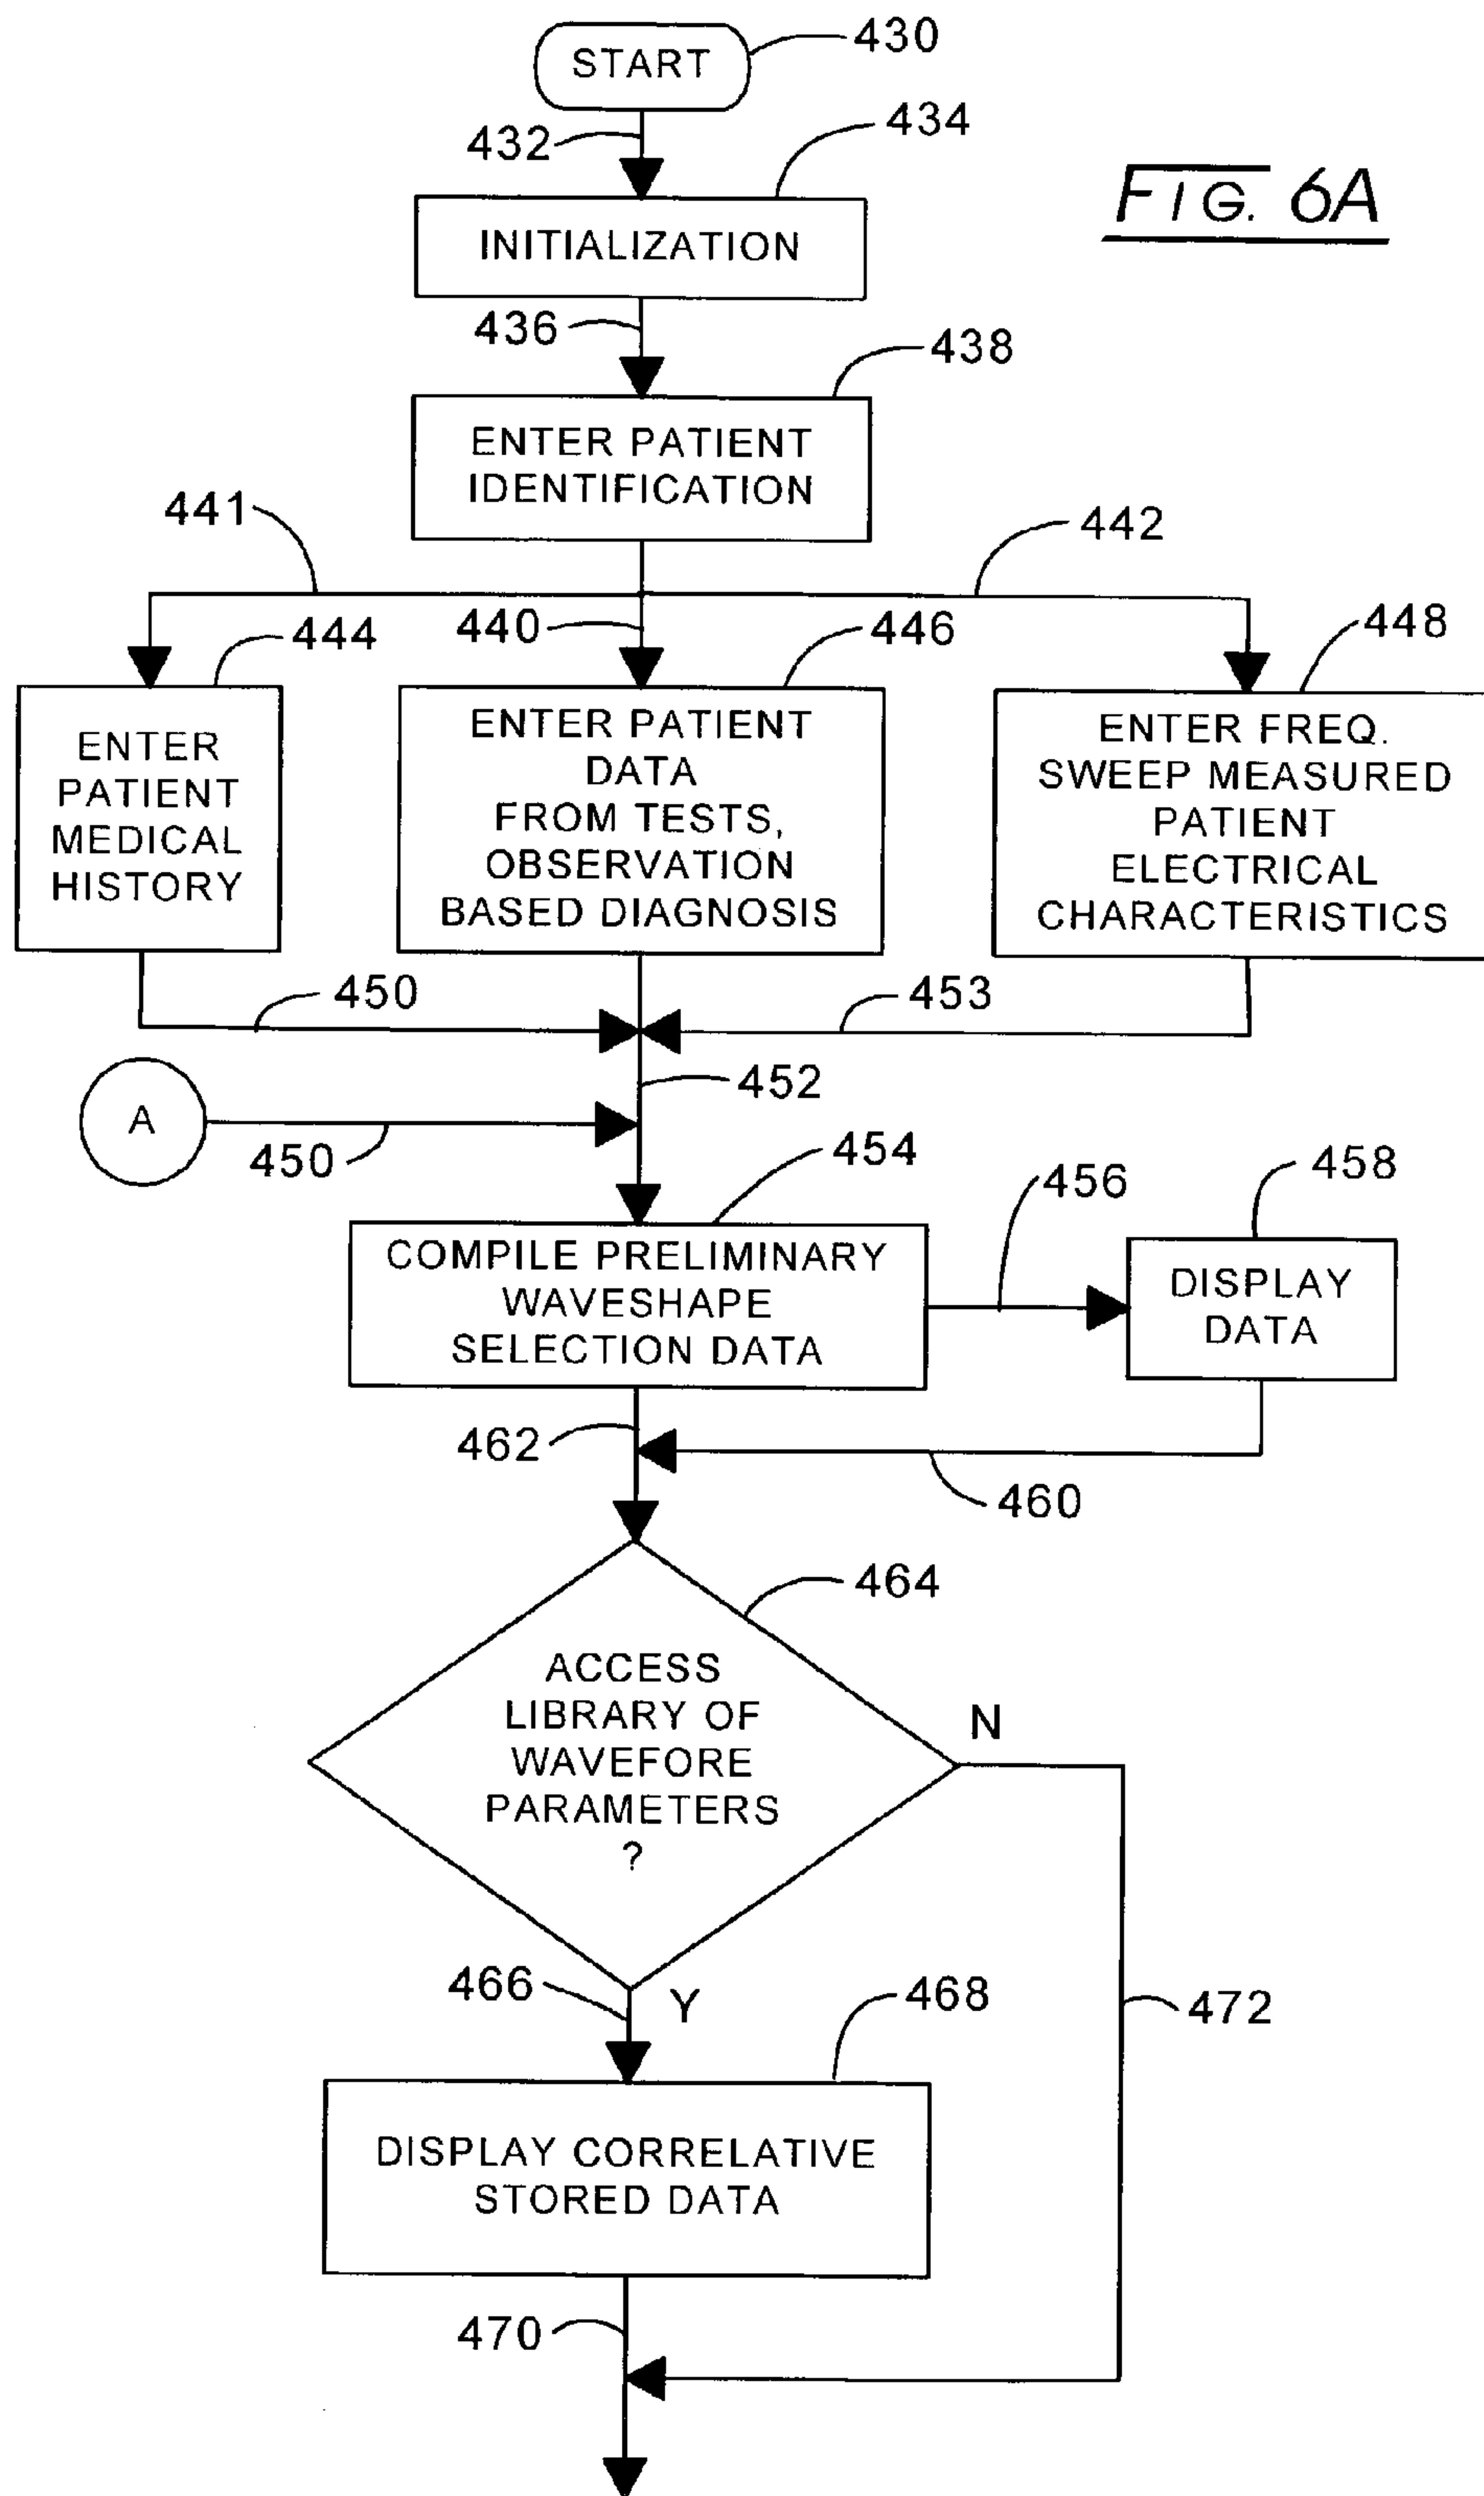 START
430
432
434
FIG. 6A
INITIALIZATION
436
438
ENTER PATIENT
IDENTIFICATION
441
442
444
440
446
448
ENTER
PATIENT
MEDICAL
HISTORY
ENTER PATIENT
DATA
FROM TESTS,
OBSERVATION
BASED DIAGNOSIS
ENTER FREQ.
SWEEP MEASURED
PATIENT
ELECTRICAL
CHARACTERISTICS
450
453
452
A
450
454
456
458
COMPILE PRELIMINARY
WAVESHAPE
SELECTION DATA
DISPLAY
DATA
462
460
464
ACCESS
LIBRARY OF
WAVEFORE
PARAMETERS
?
N
466
Y
468
472
DISPLAY CORRELATIVE
STORED DATA
470